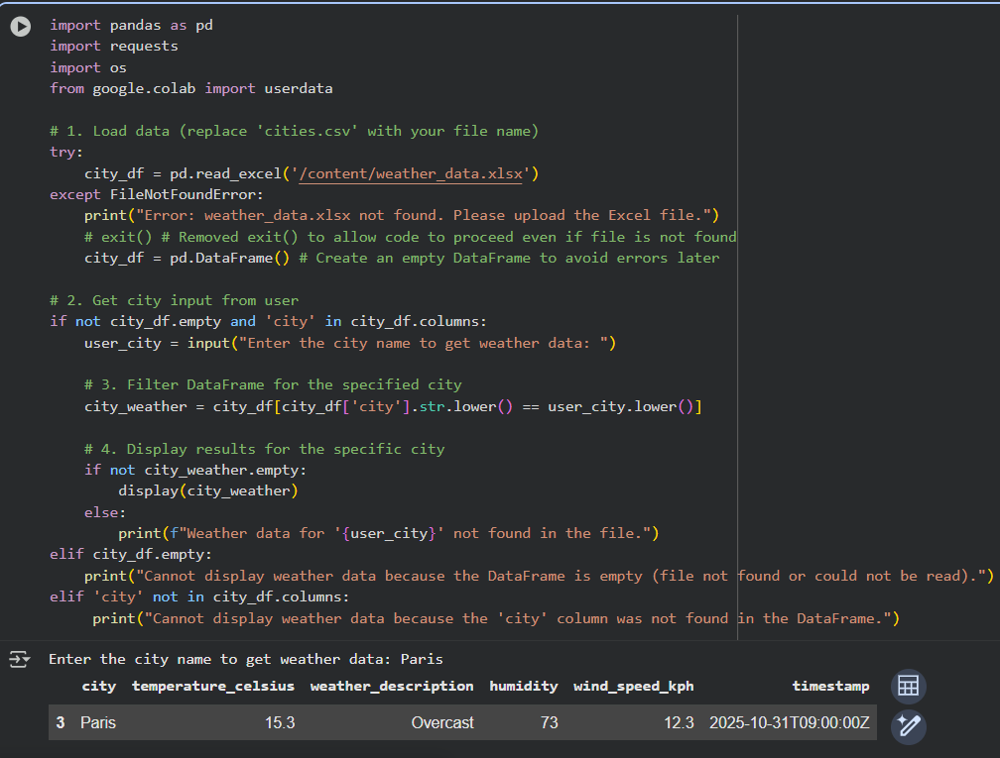 import pandas as pd
import requests
import os
from google.colab import userdata
# 1. Load data (replace 'cities.csv' with your file name)
try:
    city_df = pd.read_excel('/content/weather_data.xlsx')
except FileNotFoundError:
    print("Error: weather_data.xlsx not found. Please upload the Excel file.")
    # exit() # Removed exit() to allow code to proceed even if file is not found
    city_df = pd.DataFrame() # Create an empty DataFrame to avoid errors later
# 2. Get city input from user
if not city_df.empty and 'city' in city_df.columns:
    user_city = input("Enter the city name to get weather data: ")
    # 3. Filter DataFrame for the specified city
    city_weather = city_df[city_df['city'].str.lower() == user_city.lower()]
    # 4. Display results for the specific city
    if not city_weather.empty:
        display(city_weather)
    else:
        print(f"Weather data for '{user_city}' not found in the file.")
elif city_df.empty:
    print("Cannot display weather data because the DataFrame is empty (file not found or could not be read).")
elif 'city' not in city_df.columns:
     print("Cannot display weather data because the 'city' column was not found in the DataFrame.")
Enter the city name to get weather data: Paris
city temperature_celsius weather_description humidity wind_speed_kph timestamp
3 Paris 15.3 Overcast 73 12.3 2025-10-31T09:00:00Z